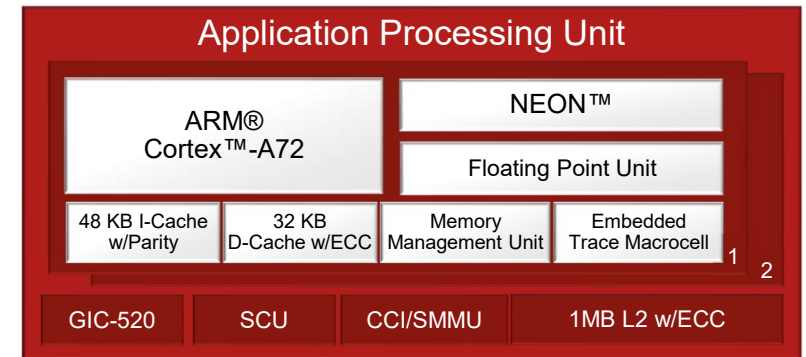 Application Processing Unit
ARM®
Cortex™-A72
NEON™
Floating Point Unit
48 KB I-Cache
w/Parity
32 KB
D-Cache w/ECC
Memory
Management Unit
Embedded
Trace Macrocell
1
2
GIC-520
SCU
CCI/SMMU
1MB L2 w/ECC